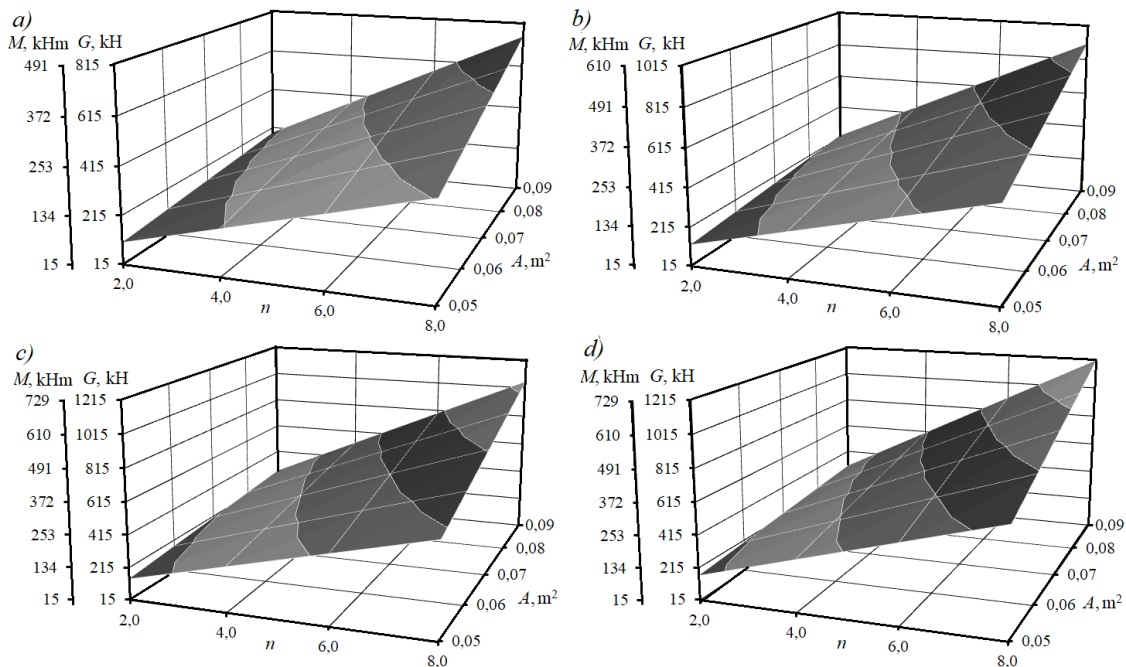 a)
M, kHm G, kH
491 815
372 615
253 415
134 215
15 15
2,0 4,0 6,0 8,0
n
0,05 0,06 0,07 0,08 0,09
A, m²
b)
M, kHm G, kH
610 1015
491 815
372 615
253 415
134 215
15 15
2,0 4,0 6,0 8,0
n
0,05 0,06 0,07 0,08 0,09
A, m²
c)
M, kHm G, kH
729 1215
610 1015
491 815
372 615
253 415
134 215
15 15
2,0 4,0 6,0 8,0
n
0,05 0,06 0,07 0,08 0,09
A, m²
d)
M, kHm G, kH
729 1215
610 1015
491 815
372 615
253 415
134 215
15 15
2,0 4,0 6,0 8.0
n
0,05 0,06 0,07 0,08 0,09
A, m²